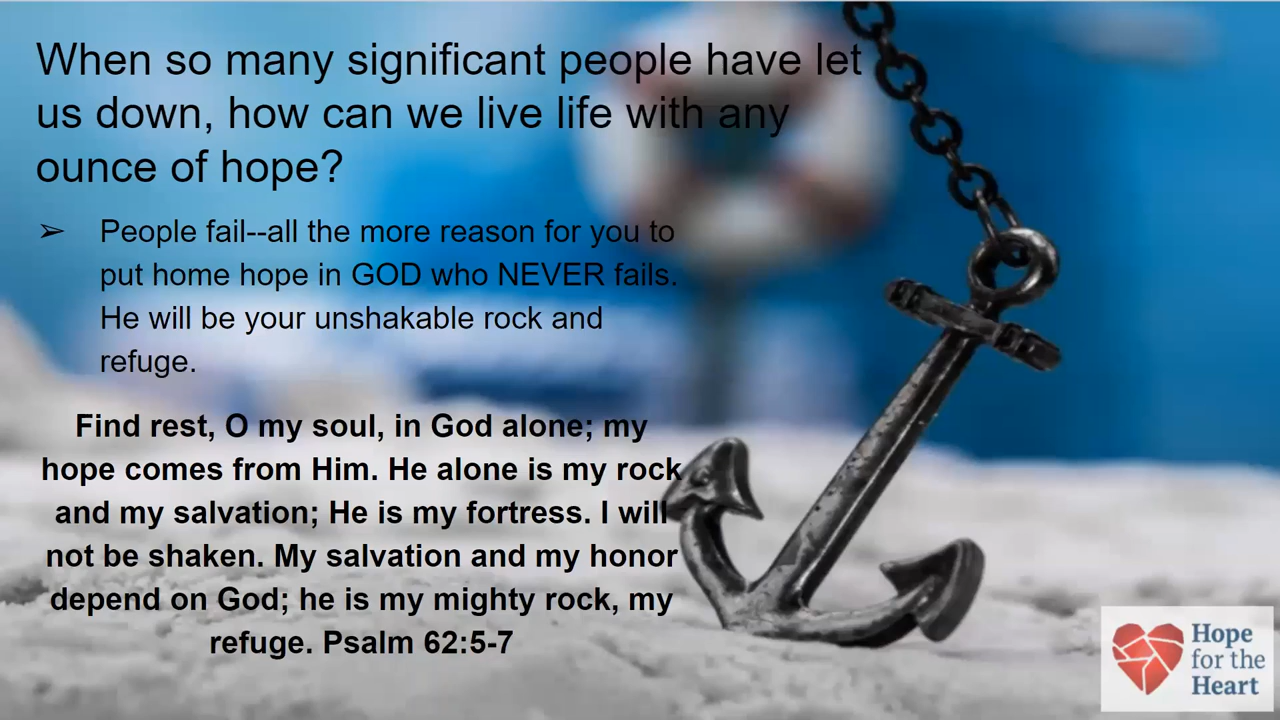 When so many significant people have let
us down, how can we live life with any
ounce of hope?
➢ People fail--all the more reason for you to
put home hope in GOD who NEVER fails.
He will be your unshakable rock and
refuge.
Find rest, O my soul, in God alone; my
hope comes from Him. He alone is my rock
and my salvation; He is my fortress. I will
not be shaken. My salvation and my honor
depend on God; he is my mighty rock, my
refuge. Psalm 62:5-7
Hope
for the
Heart